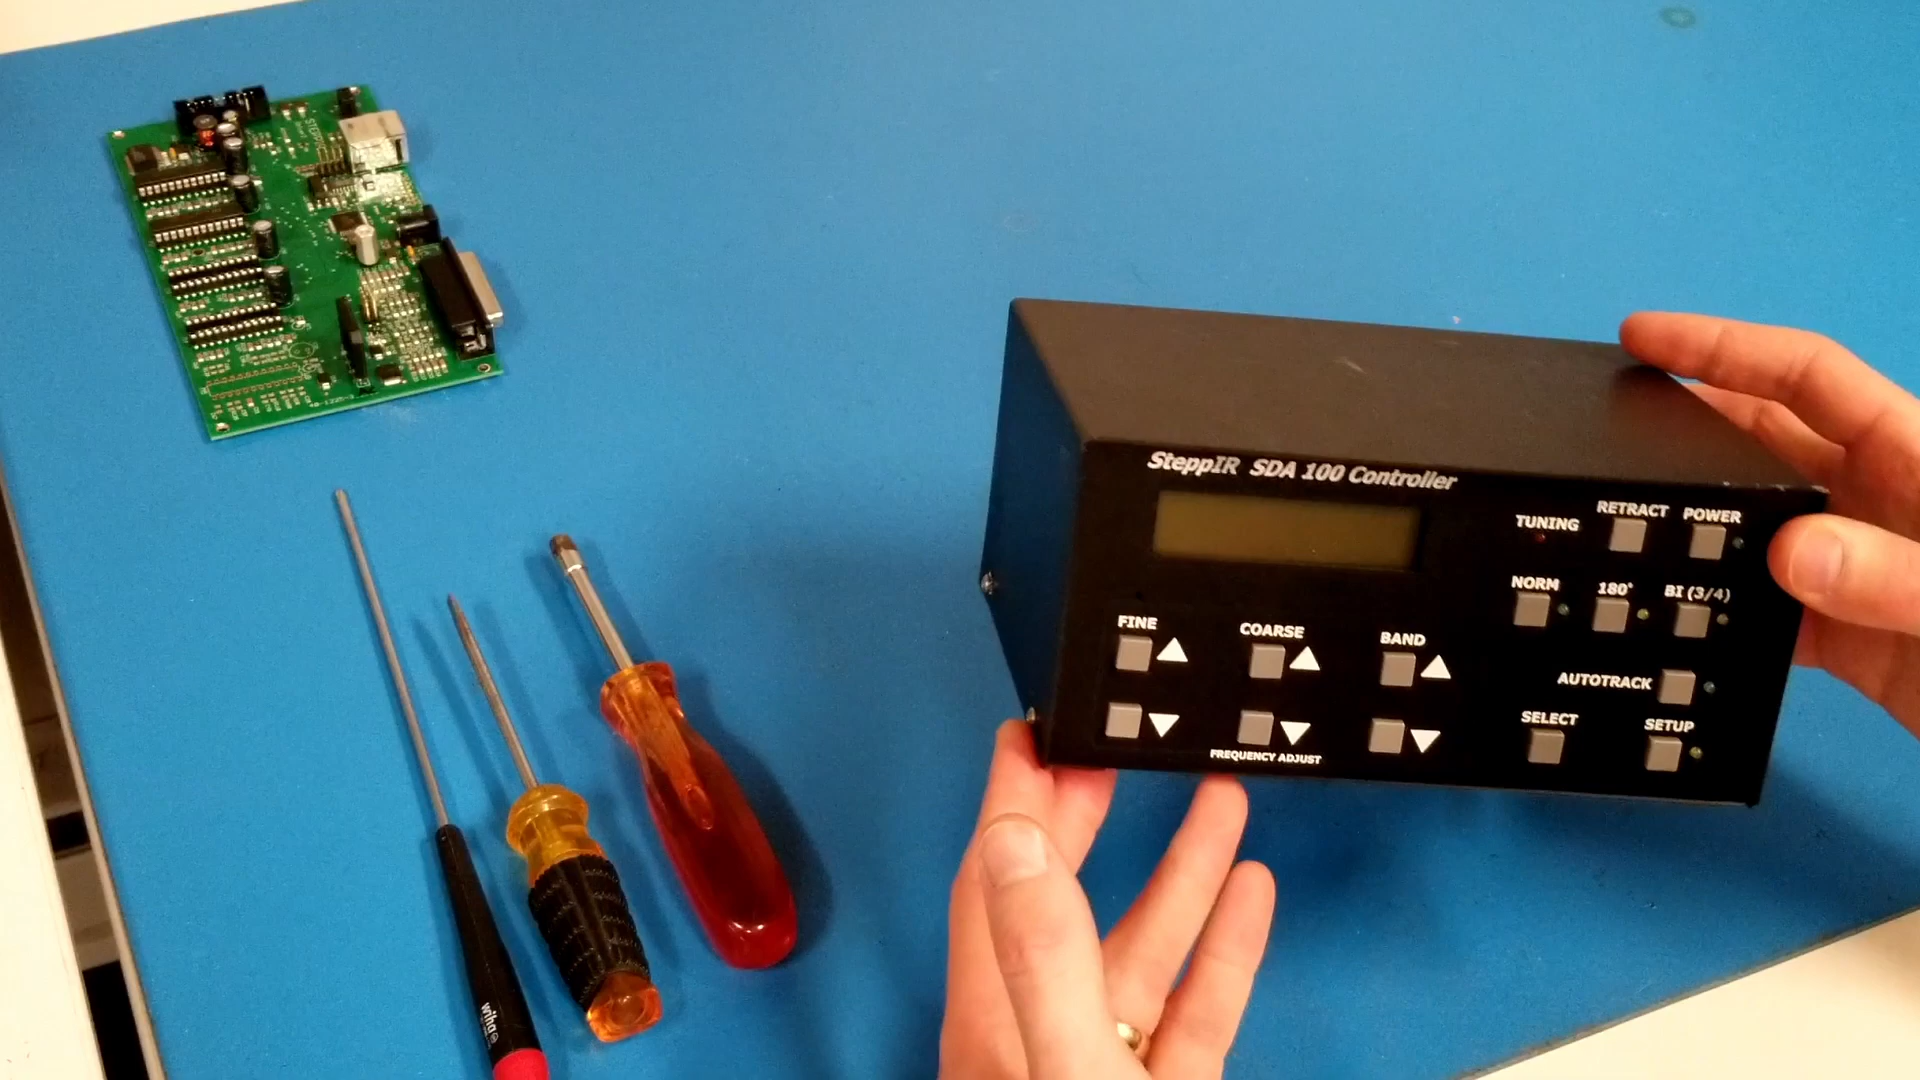 STEPP
SteppIR SDA 100 Controller
TUNING
RETRACT
POWER
NORM
180°
BI (3/4)
FINE
COARSE
BAND
AUTOTRACK
SELECT
SETUP
FREQUENCY ADJUST
wiha